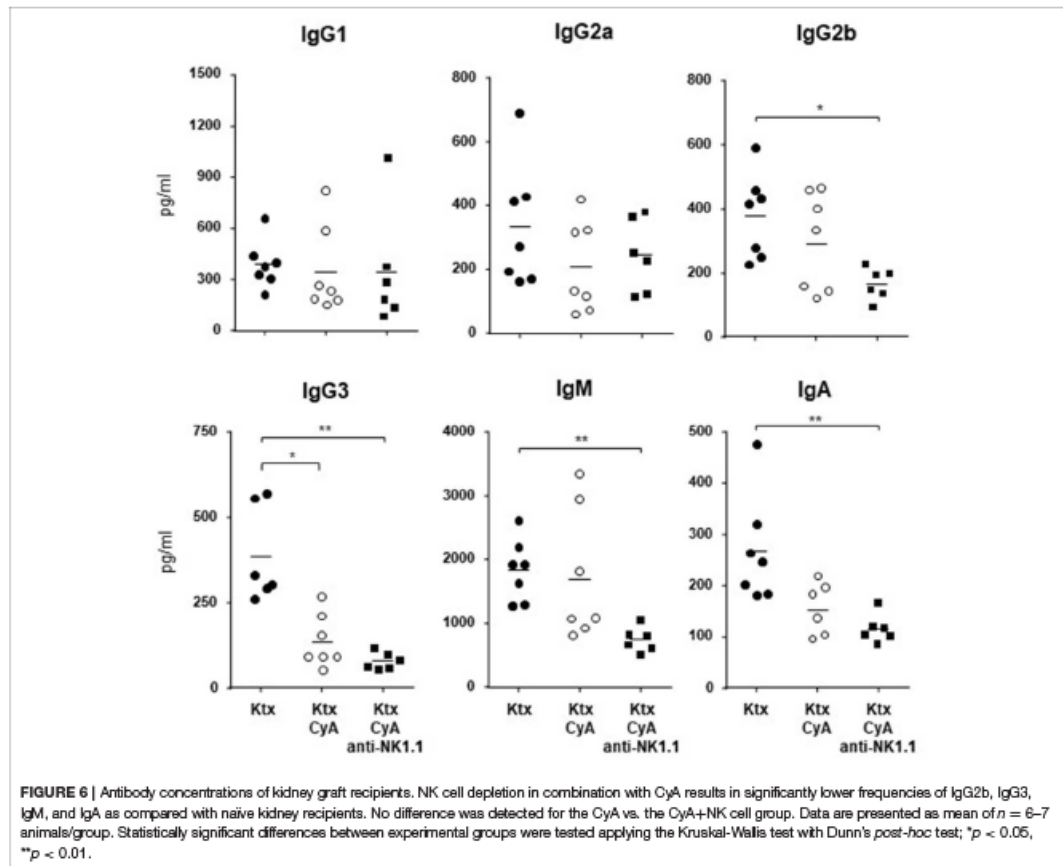 IgG1
IgG2a
IgG2b
1500
1200
900
600
300
0
pg/ml
800
600
400
200
0
800
600
400
200
0
*
IgG3
IgM
IgA
750
500
250
0
pg/ml
**
*
Ktx
Ktx
CyA
Ktx
CyA
anti-NK1.1
4000
3000
2000
1000
0
**
Ktx
Ktx
CyA
Ktx
CyA
anti-NK1.1
500
400
300
200
100
0
**
Ktx
Ktx
CyA
Ktx
CyA
anti-NK1.1
FIGURE 6 | Antibody concentrations of kidney graft recipients. NK cell depletion in combination with CyA results in significantly lower frequencies of IgG2b, IgG3,
IgM, and IgA as compared with naïve kidney recipients. No difference was detected for the CyA vs. the CyA+NK cell group. Data are presented as mean of n = 6–7
animals/group. Statistically significant differences between experimental groups were tested applying the Kruskal-Wallis test with Dunn's post-hoc test; *p < 0.05,
**p < 0.01.